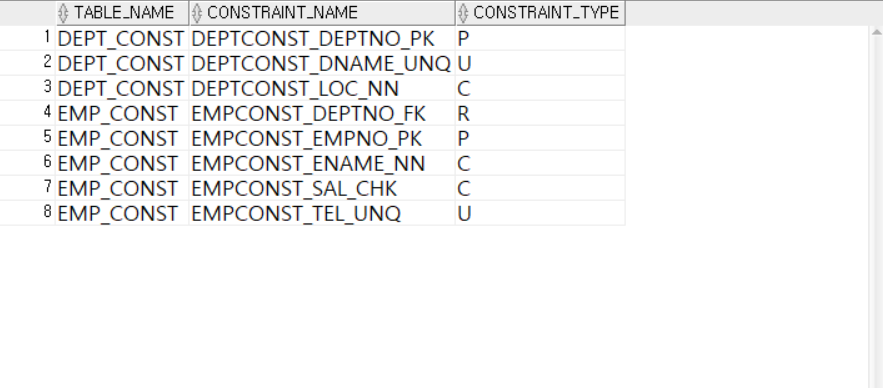 TABLE_NAME CONSTRAINT_NAME CONSTRAINT_TYPE
1 DEPT_CONST DEPTCONST_DEPTNO_PK P
2 DEPT_CONST DEPTCONST_DNAME_UNQ U
3 DEPT_CONST DEPTCONST_LOC_NN C
4 EMP_CONST EMPCONST_DEPTNO_FK R
5 EMP_CONST EMPCONST_EMPNO_PK P
6 EMP_CONST EMPCONST_ENAME_NN C
7 EMP_CONST EMPCONST_SAL_CHK C
8 EMP_CONST EMPCONST_TEL_UNQ U